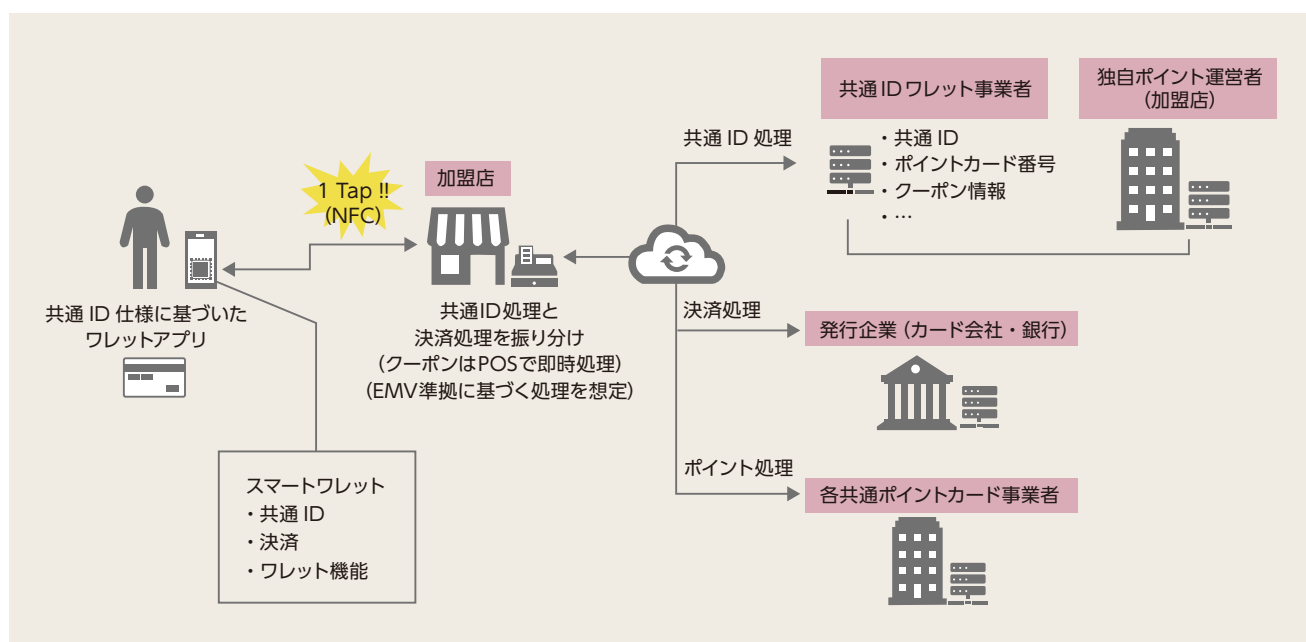 共通IDワレット事業者
独自ポイント運営者
（加盟店）
共通 ID 処理
・共通 ID
・ポイントカード番号
・クーポン情報
・…
1 Tap !!
（NFC）
加盟店
共通 ID 仕様に基づいた
ワレットアプリ
共通ID処理と
決済処理を振り分け
（クーポンはPOSで即時処理）
（EMV準拠に基づく処理を想定）
決済処理
発行企業（カード会社・銀行）
ポイント処理
各共通ポイントカード事業者
スマートワレット
・共通 ID
・決済
・ワレット機能